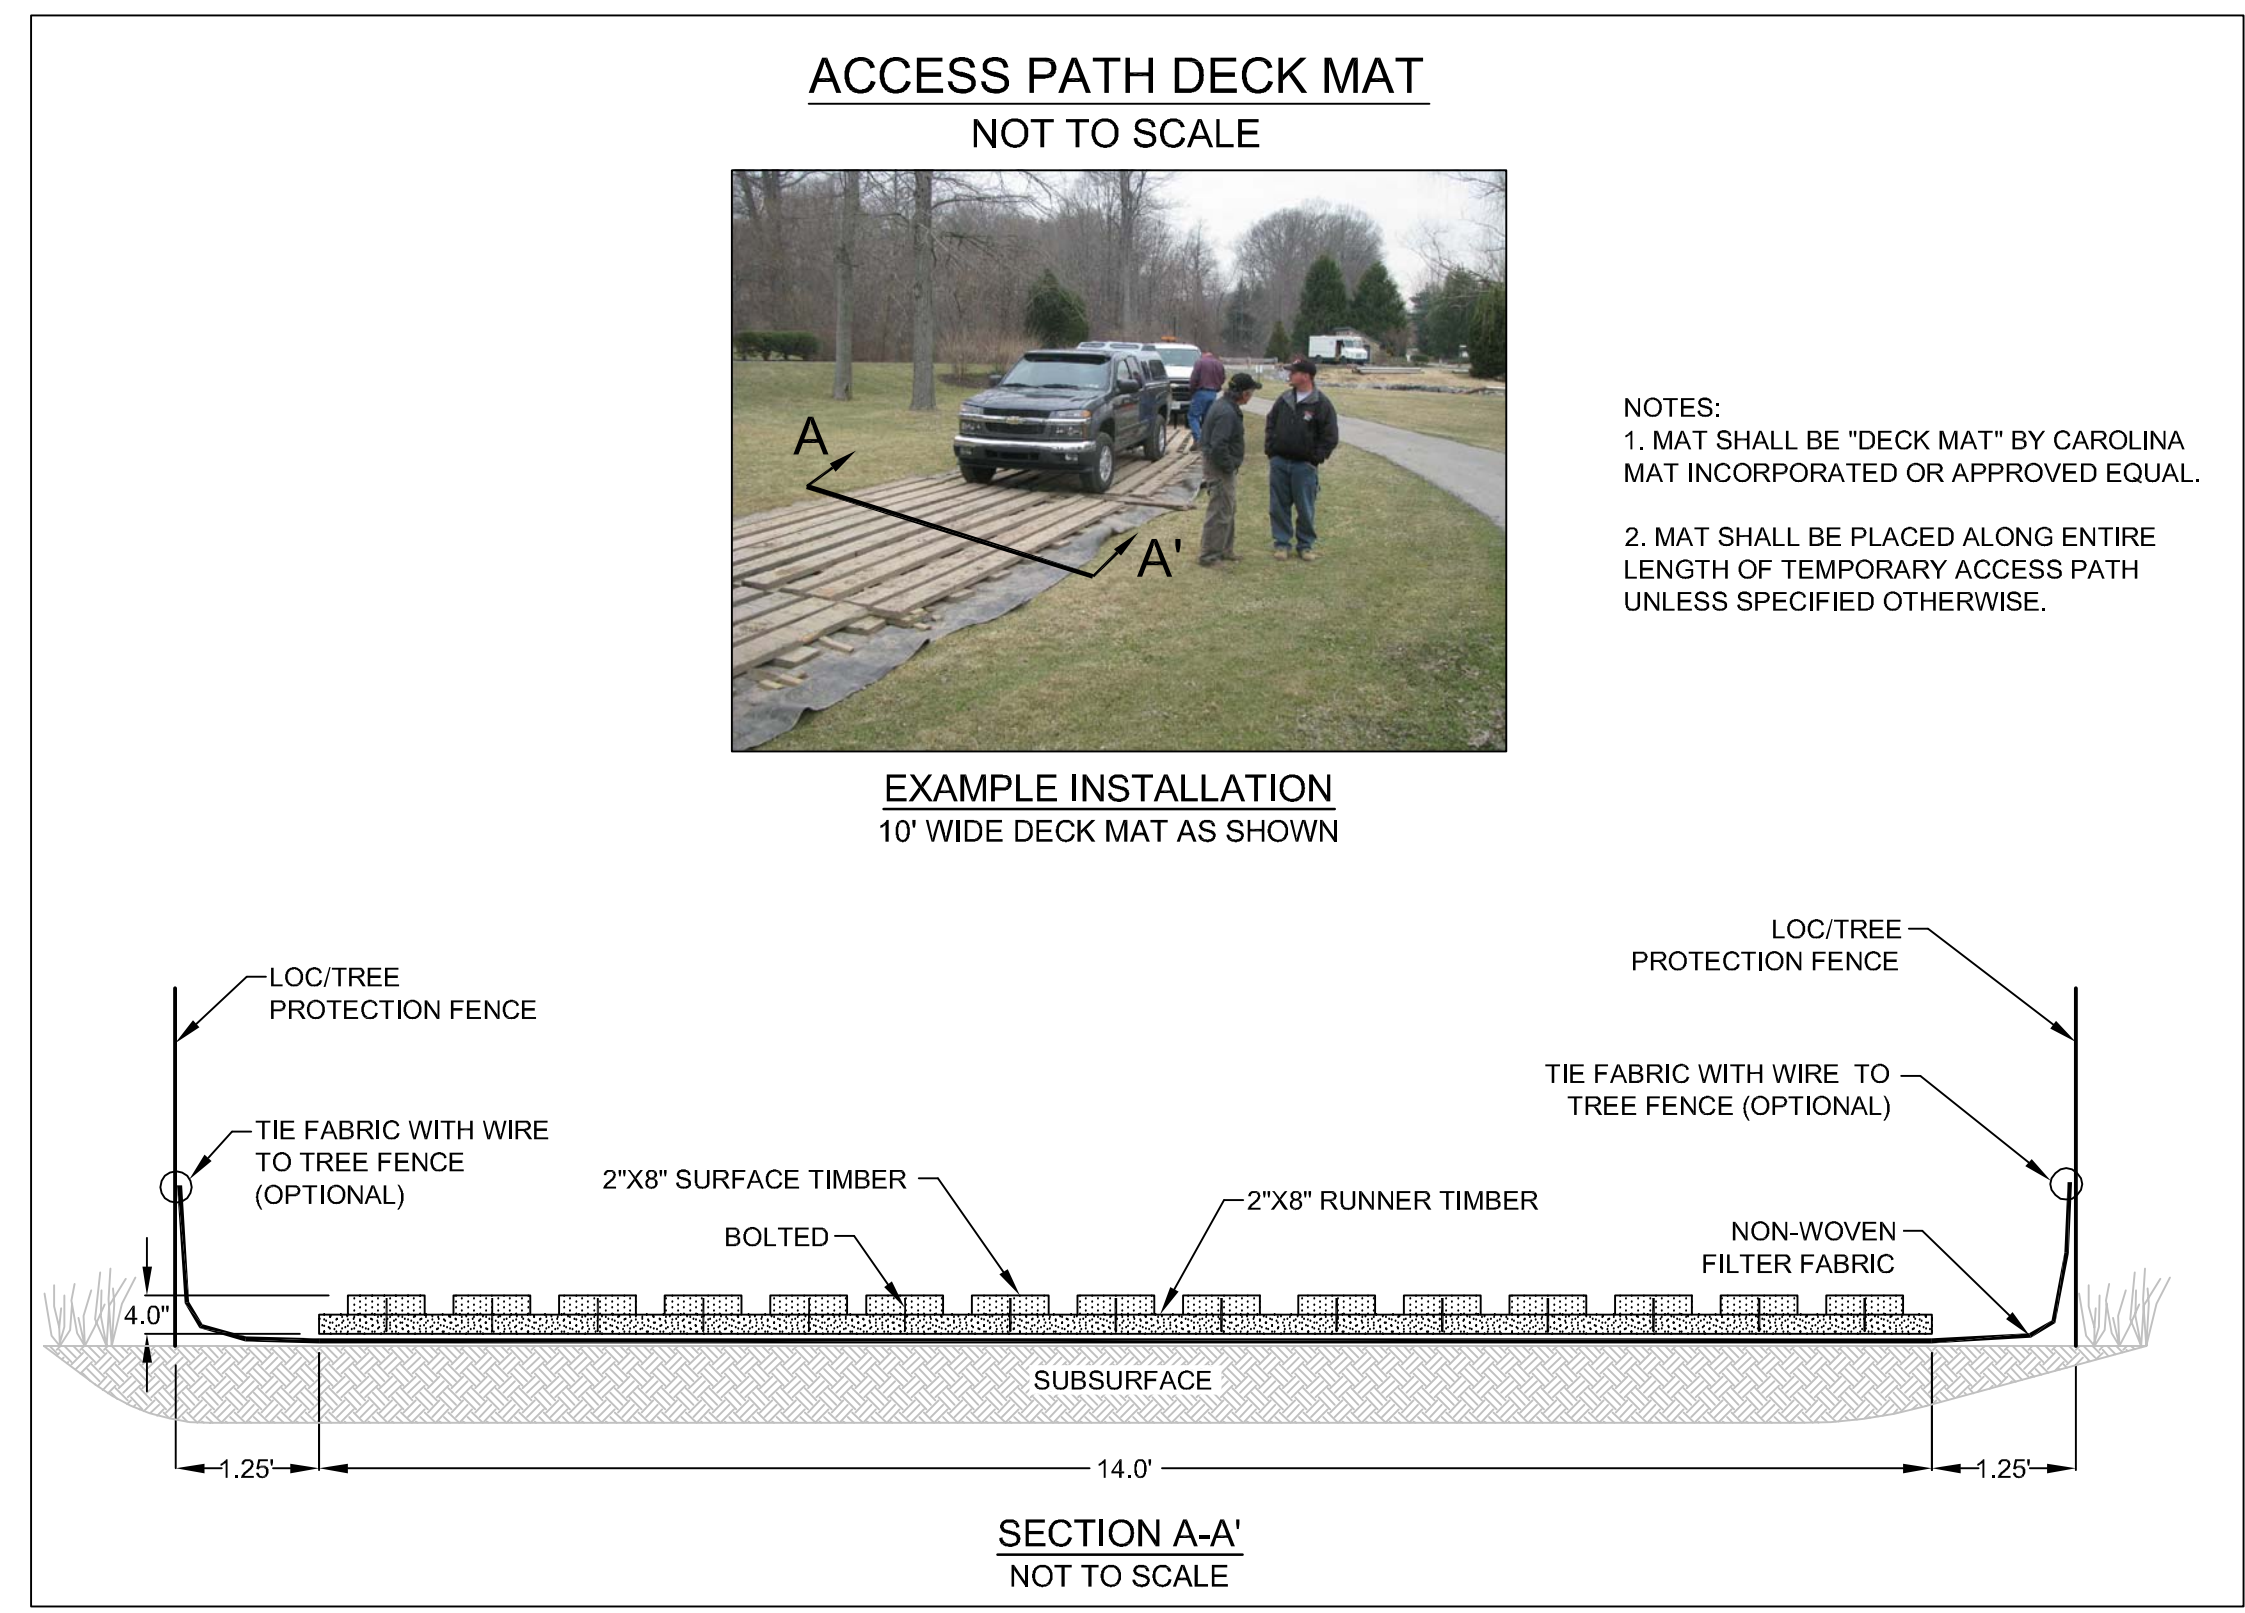 ACCESS PATH DECK MAT
NOT TO SCALE
A
A'
NOTES:
1. MAT SHALL BE "DECK MAT" BY CAROLINA
MAT INCORPORATED OR APPROVED EQUAL.
2. MAT SHALL BE PLACED ALONG ENTIRE
LENGTH OF TEMPORARY ACCESS PATH
UNLESS SPECIFIED OTHERWISE.
EXAMPLE INSTALLATION
10' WIDE DECK MAT AS SHOWN
LOC/TREE
PROTECTION FENCE
LOC/TREE
PROTECTION FENCE
TIE FABRIC WITH WIRE
TO TREE FENCE
(OPTIONAL)
2"X8" SURFACE TIMBER
BOLTED
2"X8" RUNNER TIMBER
TIE FABRIC WITH WIRE TO
TREE FENCE (OPTIONAL)
NON-WOVEN
FILTER FABRIC
4.0"
SUBSURFACE
1.25'
14.0'
1.25'
SECTION A-A'
NOT TO SCALE